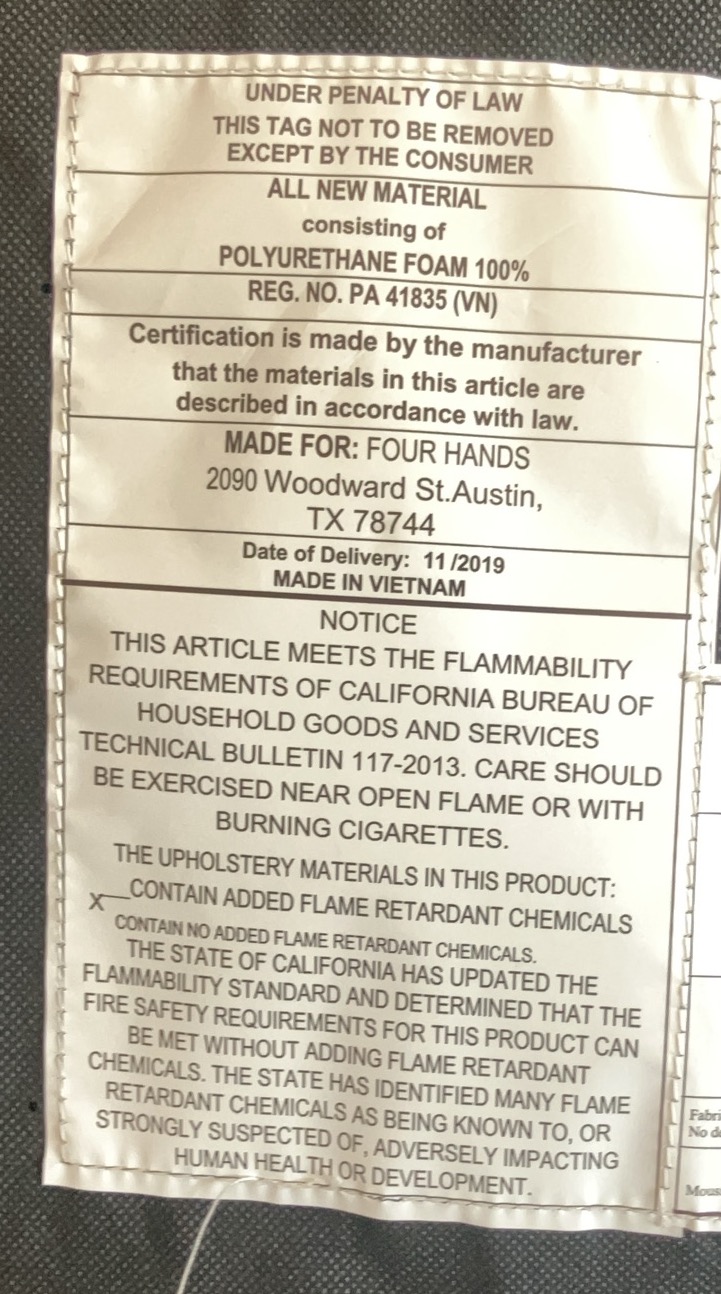 UNDER PENALTY OF LAW
THIS TAG NOT TO BE REMOVED
EXCEPT BY THE CONSUMER
ALL NEW MATERIAL
consisting of
POLYURETHANE FOAM 100%
REG. NO. PA 41835 (VN)
Certification is made by the manufacturer
that the materials in this article are
described in accordance with law.
MADE FOR: FOUR HANDS
2090 Woodward St.Austin,
TX 78744
Date of Delivery: 11 /2019
MADE IN VIETNAM
NOTICE
THIS ARTICLE MEETS THE FLAMMABILITY
REQUIREMENTS OF CALIFORNIA BUREAU OF
HOUSEHOLD GOODS AND SERVICES
TECHNICAL BULLETIN 117-2013. CARE SHOULD
BE EXERCISED NEAR OPEN FLAME OR WITH
BURNING CIGARETTES.
THE UPHOLSTERY MATERIALS IN THIS PRODUCT:
__CONTAIN ADDED FLAME RETARDANT CHEMICALS
X
CONTAIN NO ADDED FLAME RETARDANT CHEMICALS.
THE STATE OF CALIFORNIA HAS UPDATED THE
FLAMMABILITY STANDARD AND DETERMINED THAT THE
FIRE SAFETY REQUIREMENTS FOR THIS PRODUCT CAN
BE MET WITHOUT ADDING FLAME RETARDANT
CHEMICALS. THE STATE HAS IDENTIFIED MANY FLAME
RETARDANT CHEMICALS AS BEING KNOWN TO, OR
STRONGLY SUSPECTED OF, ADVERSELY IMPACTING
HUMAN HEALTH OR DEVELOPMENT.
Fabri
No d
Mous